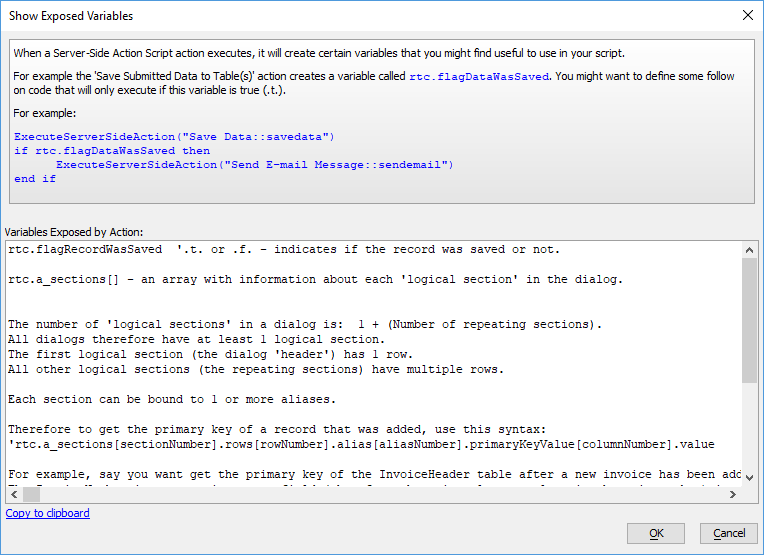 Show Exposed Variables
When a Server-Side Action Script action executes, it will create certain variables that you might find useful to use in your script.
For example the 'Save Submitted Data to Table(s)' action creates a variable called rtc.flagDataWasSaved. You might want to define some follow
on code that will only execute if this variable is true (.t.).
For example:
ExecuteServerSideAction("Save Data::savedata")
if rtc.flagDataWasSaved then
ExecuteServerSideAction("Send E-mail Message::sendemail")
end if
Variables Exposed by Action:
rtc.flagRecordWasSaved '.t. or .f. - indicates if the record was saved or not.
rtc.a_sections[] - an array with information about each 'logical section' in the dialog.
The number of 'logical sections' in a dialog is: 1 + (Number of repeating sections).
All dialogs therefore have at least 1 logical section.
The first logical section (the dialog 'header') has 1 row.
All other logical sections (the repeating sections) have multiple rows.
Each section can be bound to 1 or more aliases.
Therefore to get the primary key of a record that was added, use this syntax:
'rtc.a_sections[sectionNumber].rows[rowNumber].alias[aliasNumber].primaryKeyValue[columnNumber].value
For example, say you want get the primary key of the InvoiceHeader table after a new invoice has been add
Copy to clipboard
OK
Cancel